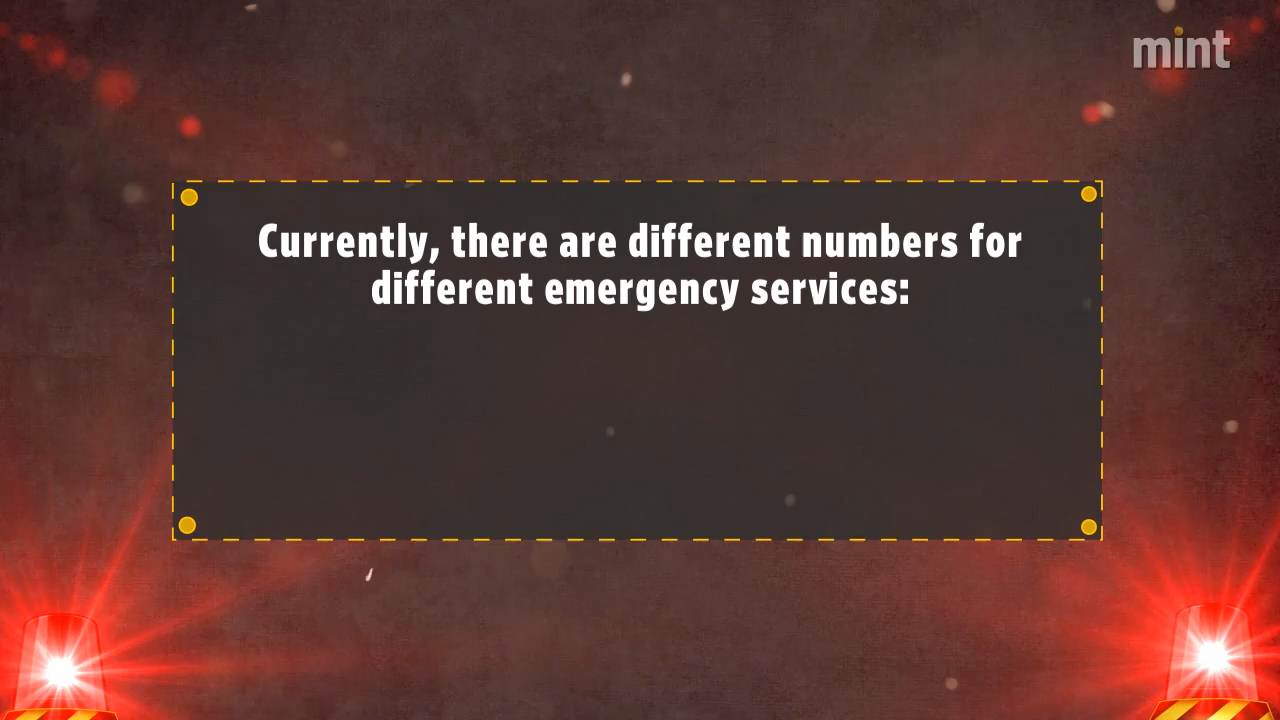 mint
Currently, there are different numbers for
different emergency services: